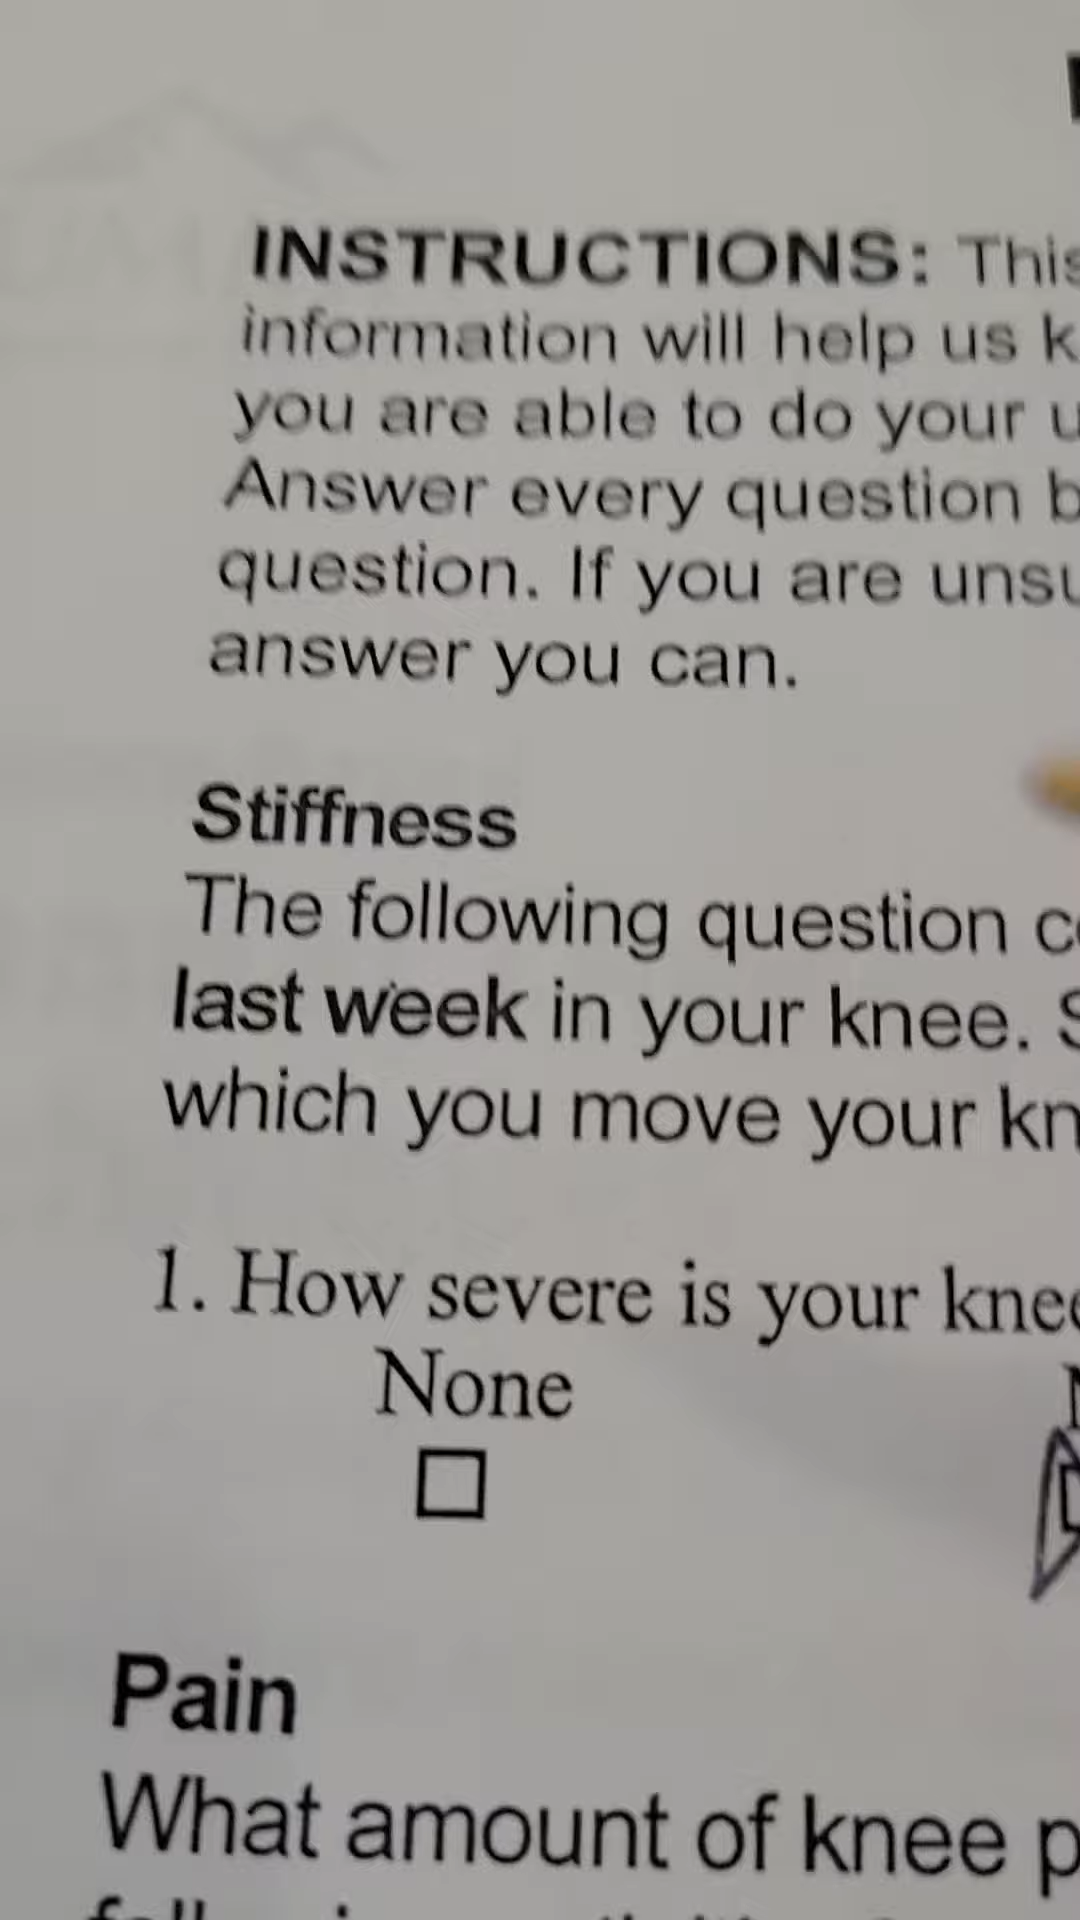 INSTRUCTIONS: This
information will help us
you are able to do your
Answer every question
question. If you are
answer you can.
Stiffness
The following question
last week in your knee.
which you move your
1. How severe is your
None
Pain
What amount of knee